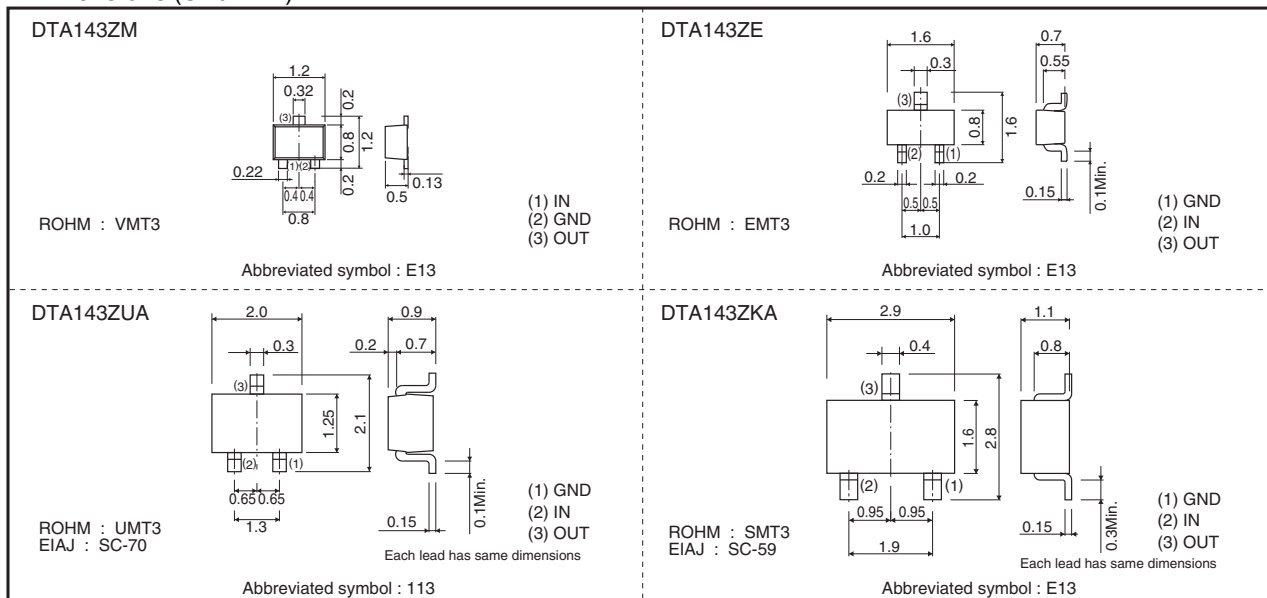 DTA143ZM
1.2
0.32
0.2
(3)
0.8
1.2
0.22
(1)
(2)
0.2
0.4
0.4
0.8
0.5
0.13
ROHM : VMT3
(1) IN
(2) GND
(3) OUT
Abbreviated symbol : E13
DTA143ZE
1.6
0.3
0.7
0.55
(3)
0.8
1.6
(2)
(1)
0.2
0.2
0.5
0.5
1.0
0.15
0.1Min.
ROHM : EMT3
(1) GND
(2) IN
(3) OUT
Abbreviated symbol : E13
DTA143ZUA
2.0
0.3
0.9
0.2
0.7
(3)
1.25
2.1
(2)
(1)
0.65
0.65
1.3
0.15
0.1Min.
ROHM : UMT3
EIAJ : SC-70
(1) GND
(2) IN
(3) OUT
Each lead has same dimensions
Abbreviated symbol : 113
DTA143ZKA
2.9
0.4
1.1
0.8
(3)
1.6
2.8
(2)
(1)
0.95
0.95
1.9
0.15
0.3Min.
ROHM : SMT3
EIAJ : SC-59
(1) GND
(2) IN
(3) OUT
Each lead has same dimensions
Abbreviated symbol : E13